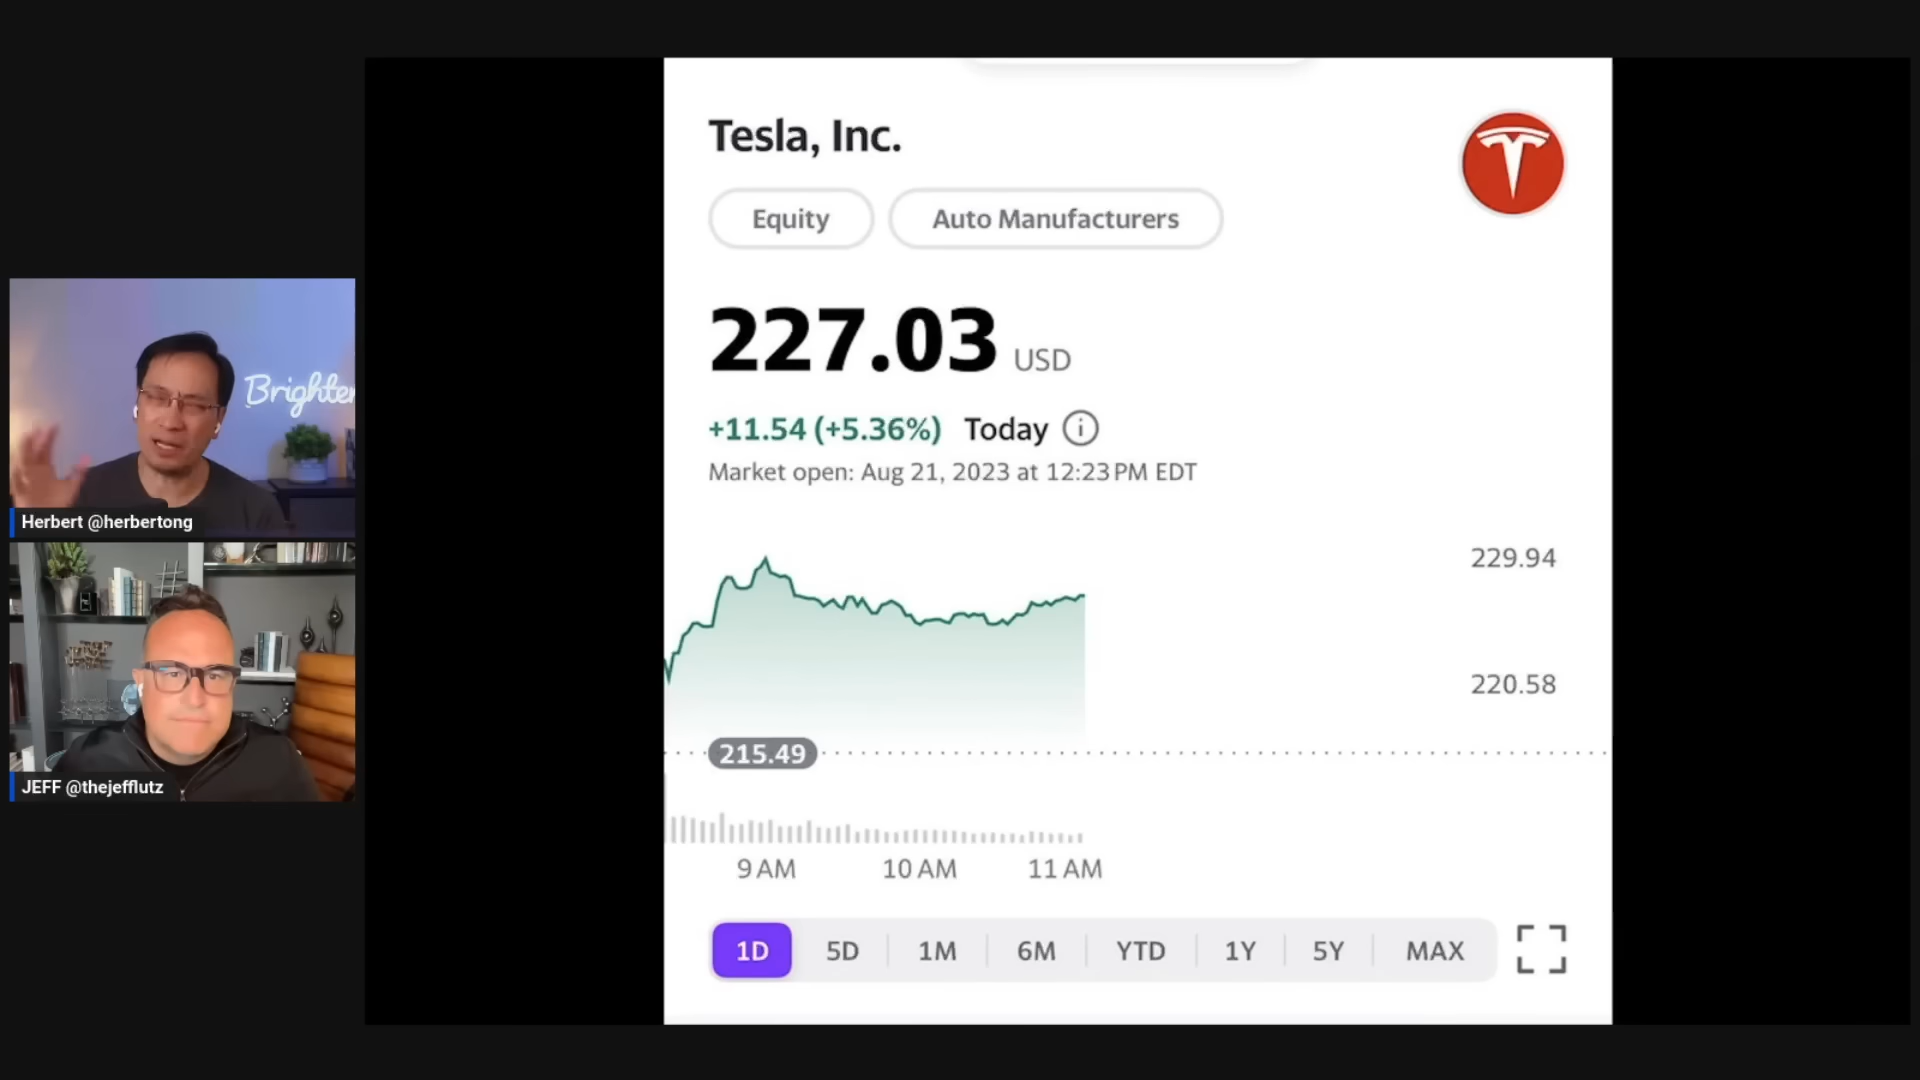 Tesla, Inc.
Equity
Auto Manufacturers
227.03 USD
+11.54 (+5.36%) Today
Market open: Aug 21, 2023 at 12:23 PM EDT
229.94
220.58
215.49
9 AM 10 AM 11 AM
1D 5D 1M 6M YTD 1Y 5Y MAX
Brighter
Herbert @herbertong
JEFF @thejefflutz